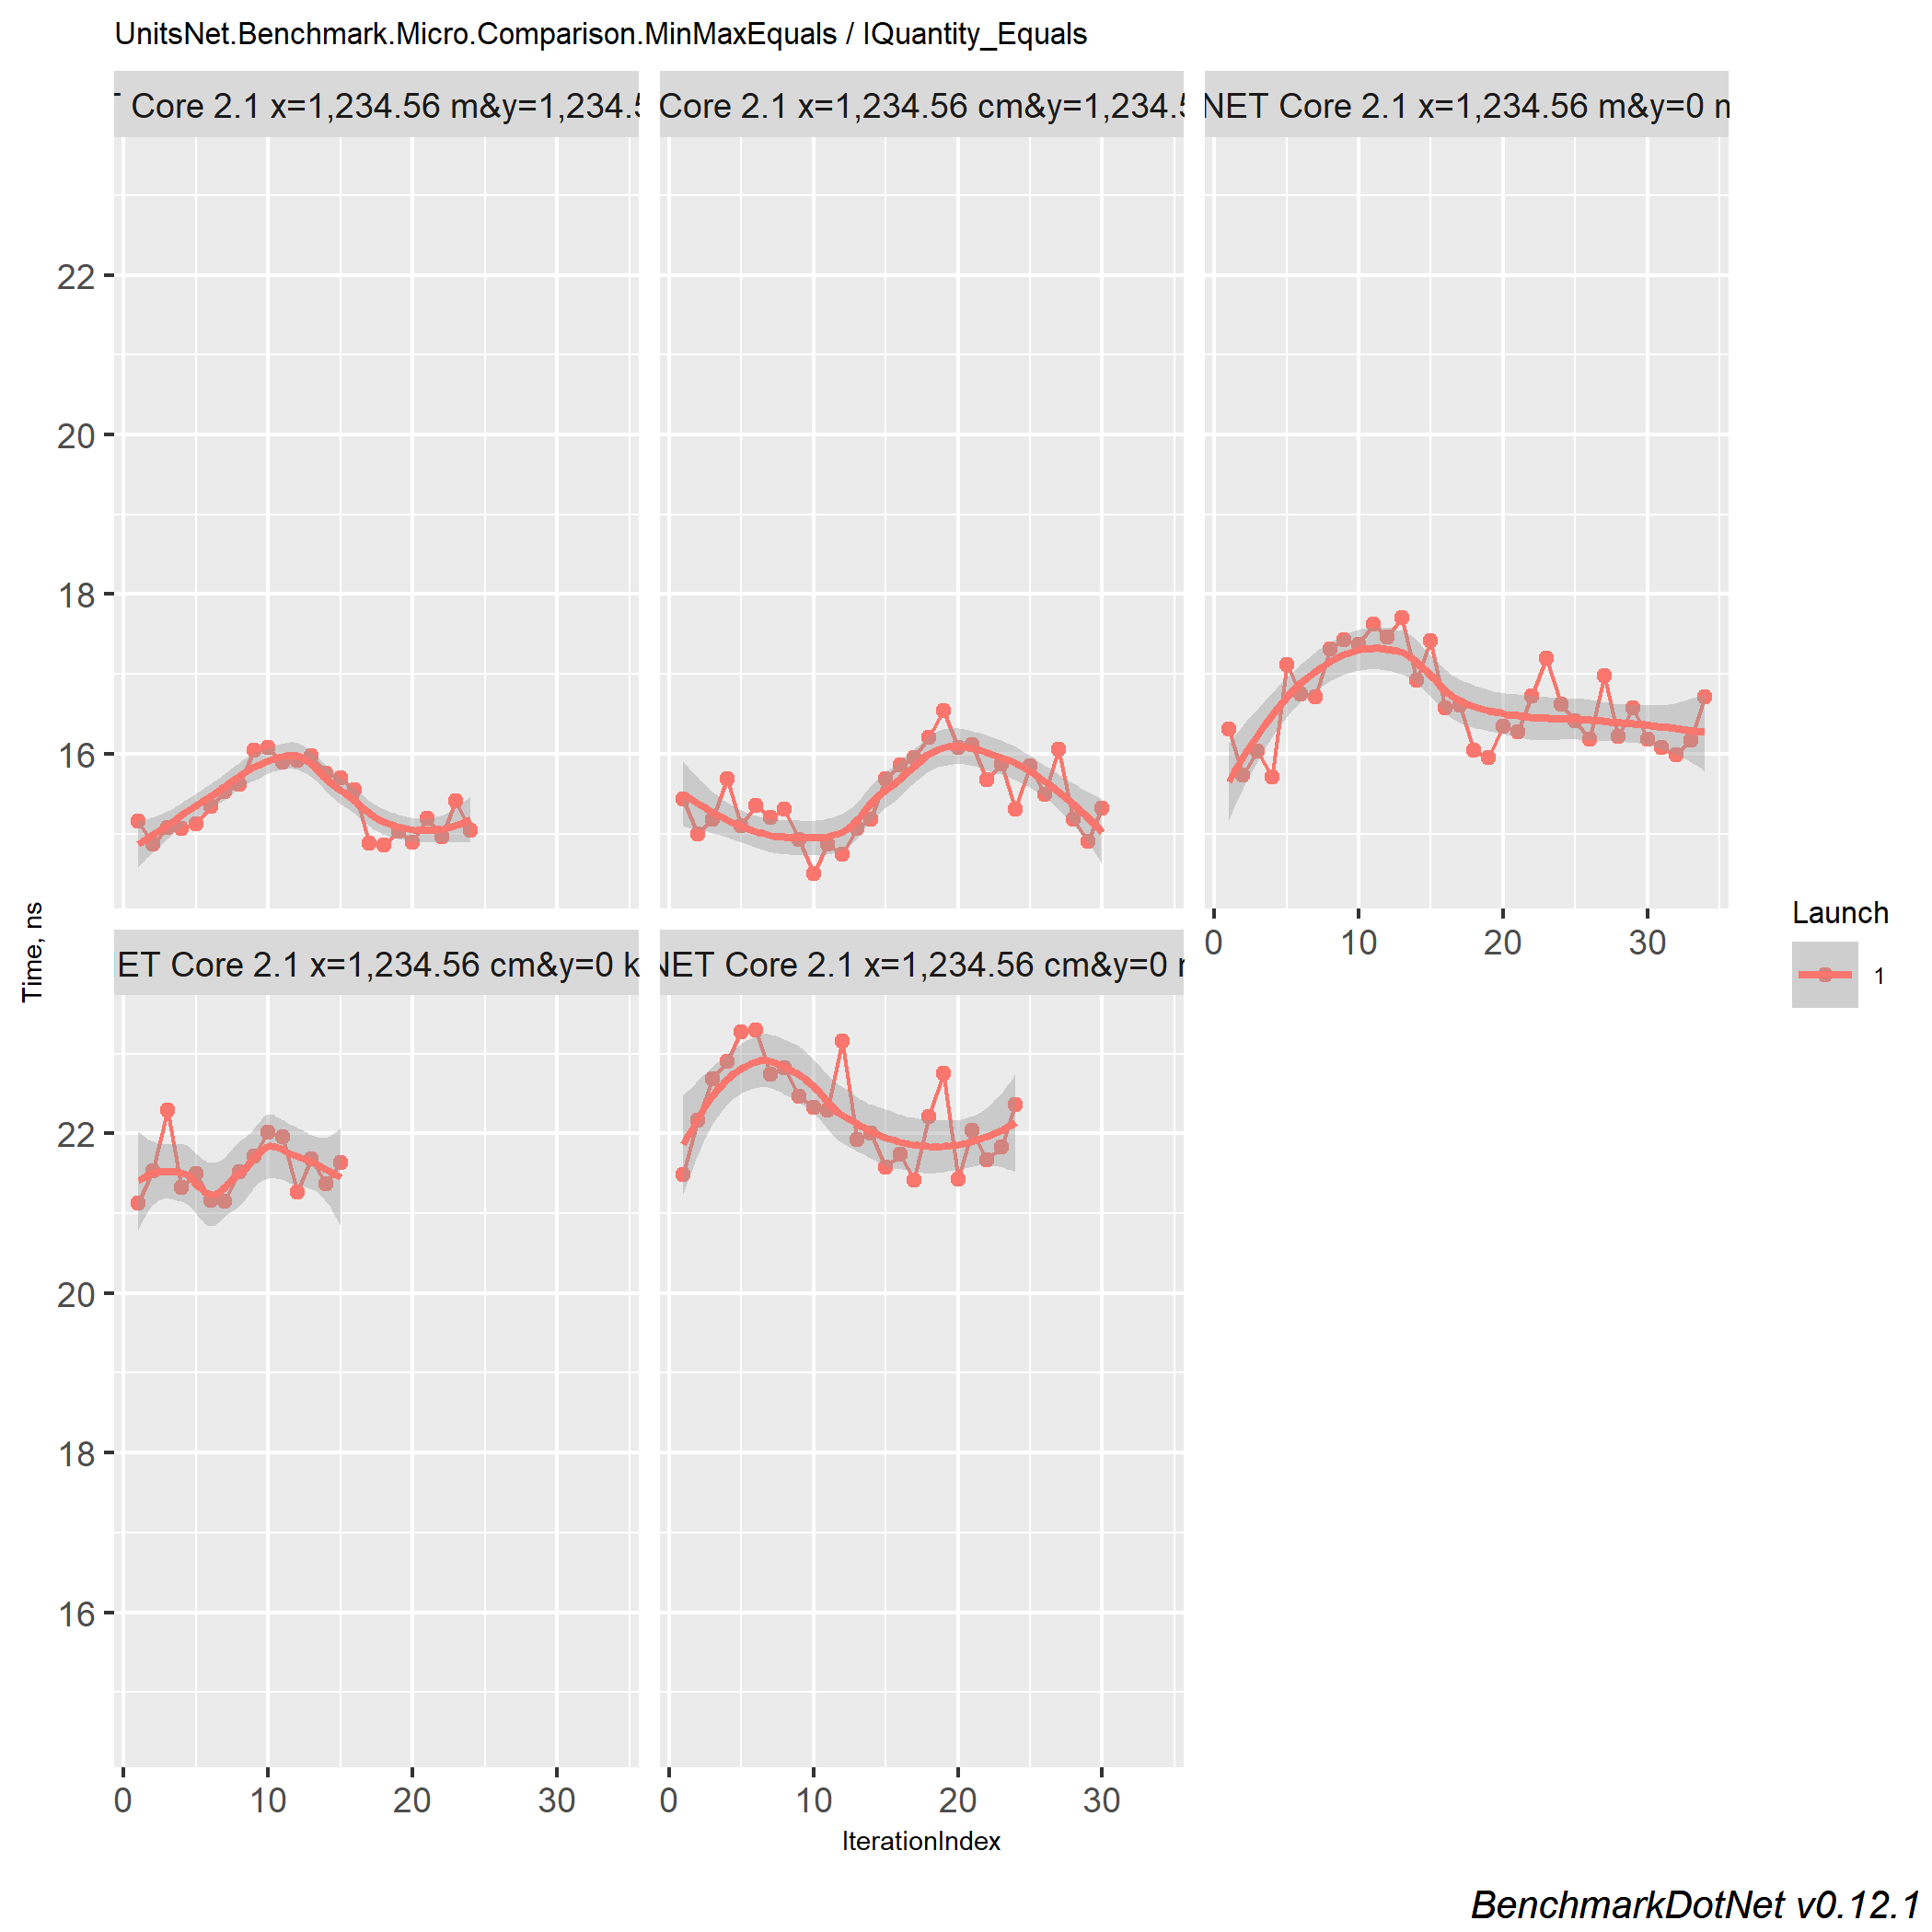 UnitsNet.Benchmark.Micro.Comparison.MinMaxEquals / IQuantity_Equals
Core 2.1 x=1,234.56 m&y=1,234.5
Core 2.1 x=1,234.56 cm&y=1,234.5
NET Core 2.1 x=1,234.56 m&y=0
22
20
18
16
0 10 20 30
Time, ns
Launch
1
ET Core 2.1 x=1,234.56 cm&y=0 k
NET Core 2.1 x=1,234.56 cm&y=0
22
20
18
16
0 10 20 30
0 10 20 30
IterationIndex
BenchmarkDotNet v0.12.1